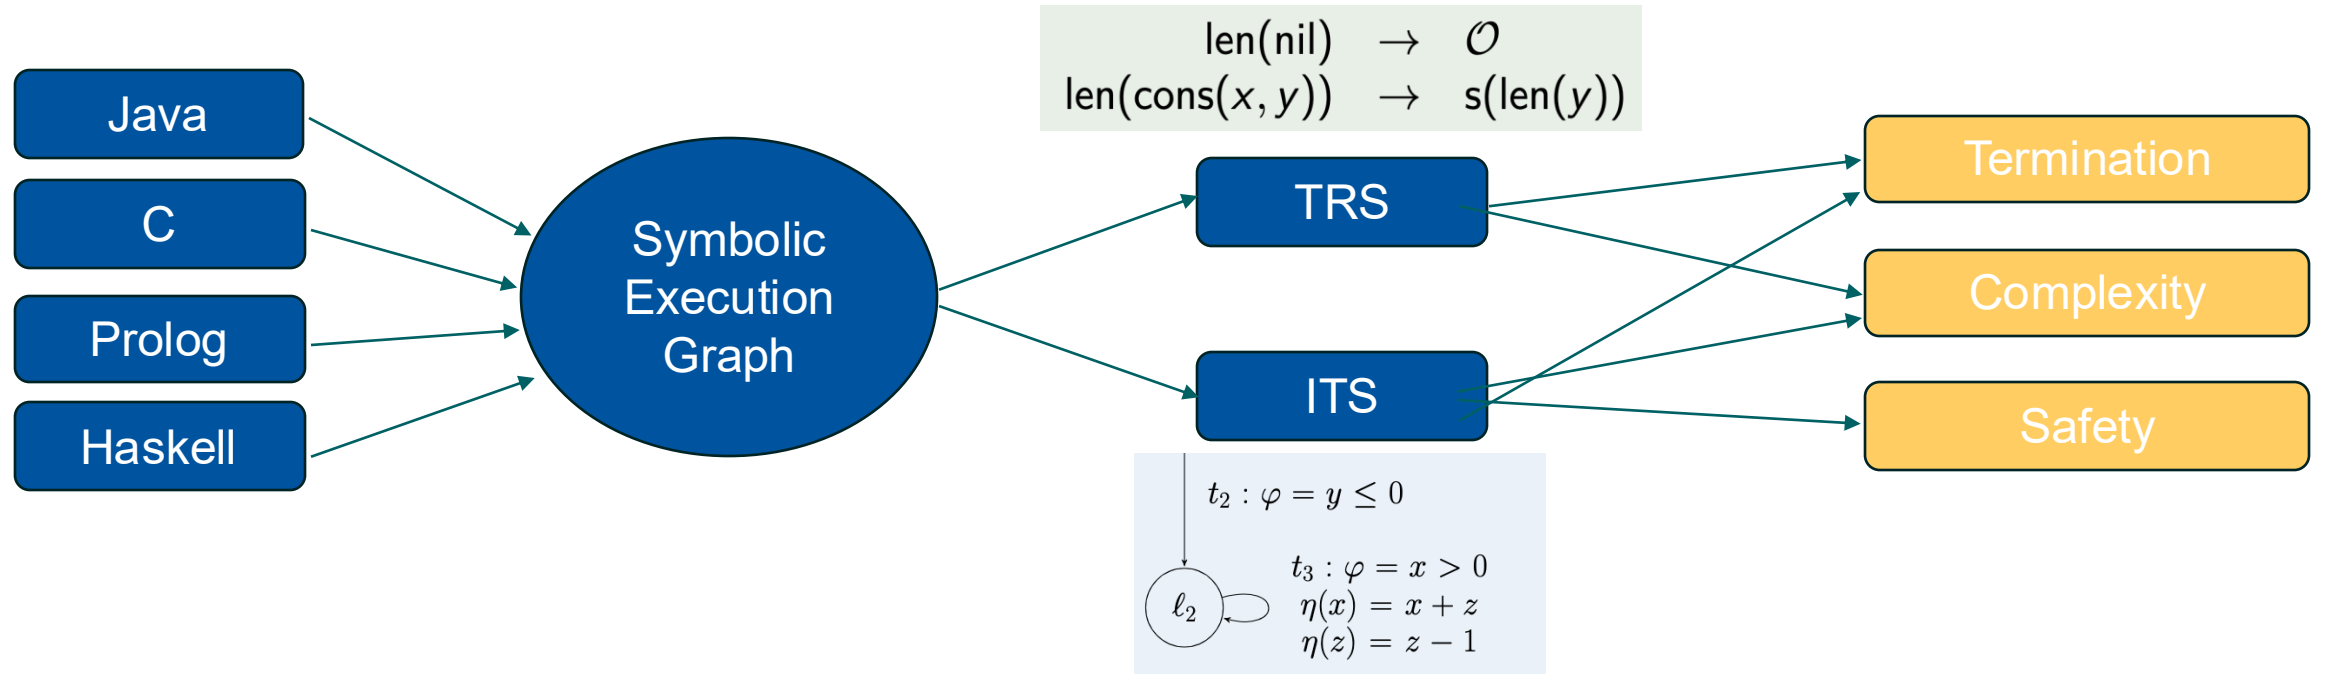 Java
C
Prolog
Haskell
Symbolic
Execution
Graph
len(nil) → 𝒪
len(cons(x, y)) → s(len(y))
TRS
ITS
t₂ : φ = y ≤ 0
t₃ : φ = x > 0
η(x) = x + z
η(z) = z − 1
ℓ₂
Termination
Complexity
Safety